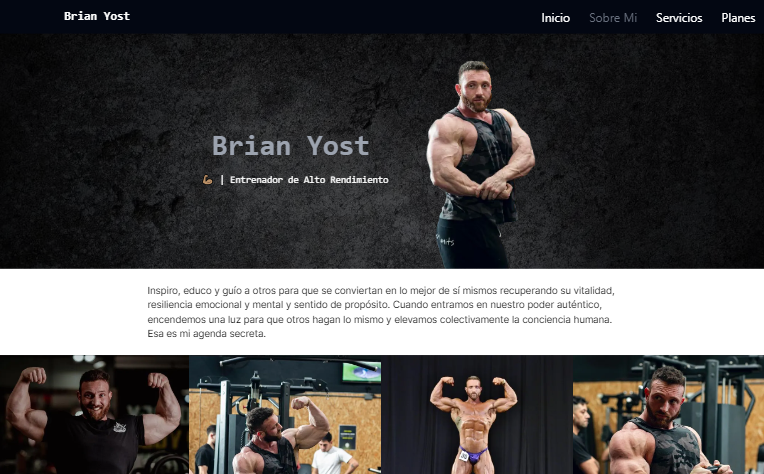 Brian Yost
Inicio Sobre Mi Servicios Planes
Brian Yost
💪🏽 | Entrenador de Alto Rendimiento
Inspiro, educo y guío a otros para que se conviertan en lo mejor de sí mismos recuperando su vitalidad,
resiliencia emocional y mental y sentido de propósito. Cuando entramos en nuestro poder auténtico,
encendemos una luz para que otros hagan lo mismo y elevamos colectivamente la conciencia humana.
Esa es mi agenda secreta.